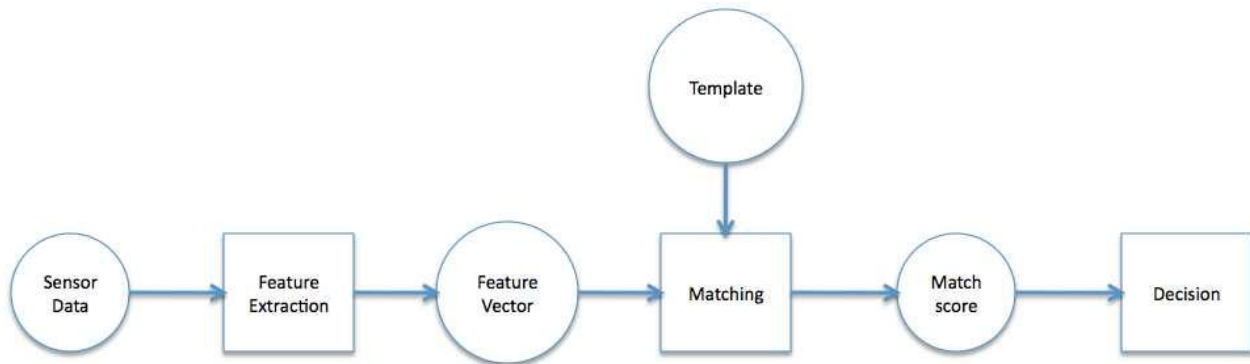 Template
Sensor
Data
Feature
Extraction
Feature
Vector
Matching
Match
score
Decision